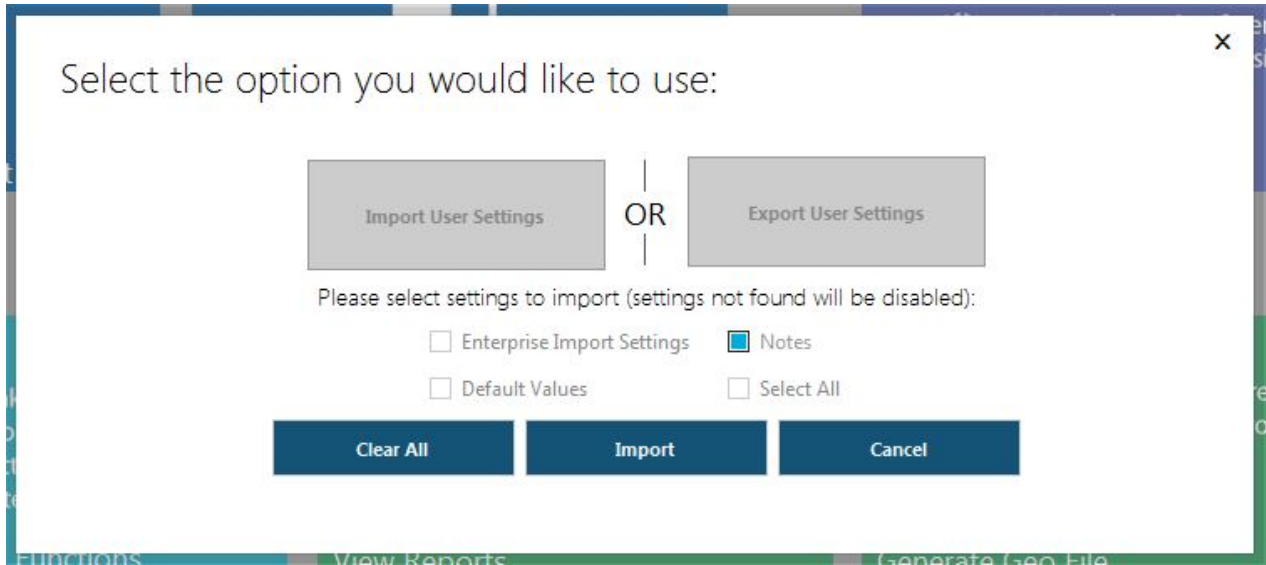 Select the option you would like to use:
×
Import User Settings
OR
Export User Settings
Please select settings to import (settings not found will be disabled):
Enterprise Import Settings
Notes
Default Values
Select All
Clear All
Import
Cancel
Functions
View Reports
Generate Geo File